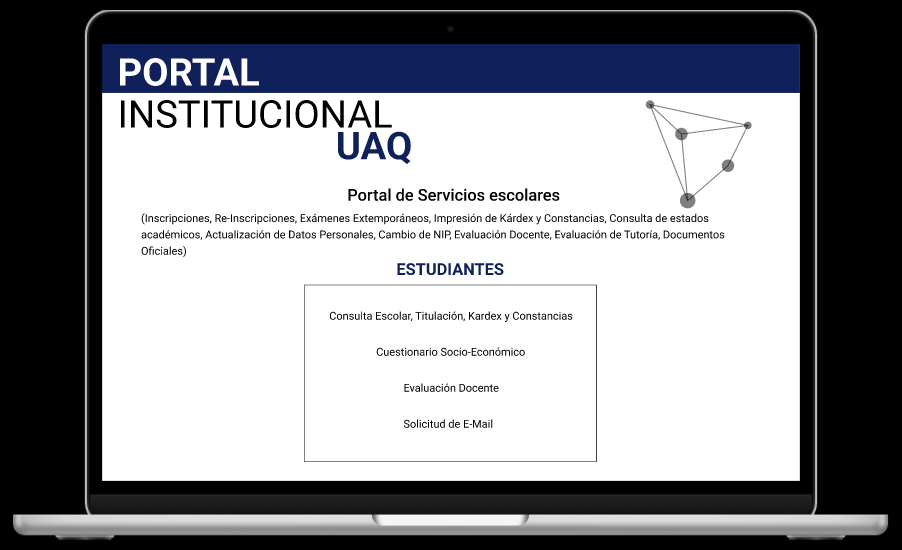 PORTAL
INSTITUCIONAL
UAQ
Portal de Servicios escolares
(Inscripciones, Re-Inscripciones, Exámenes Extemporáneos, Impresión de Kárdex y Constancias, Consulta de estados
académicos, Actualización de Datos Personales, Cambio de NIP, Evaluación Docente, Evaluación de Tutoría, Documentos
Oficiales)
ESTUDIANTES
Consulta Escolar, Titulación, Kardex y Constancias
Cuestionario Socio-Económico
Evaluación Docente
Solicitud de E-Mail